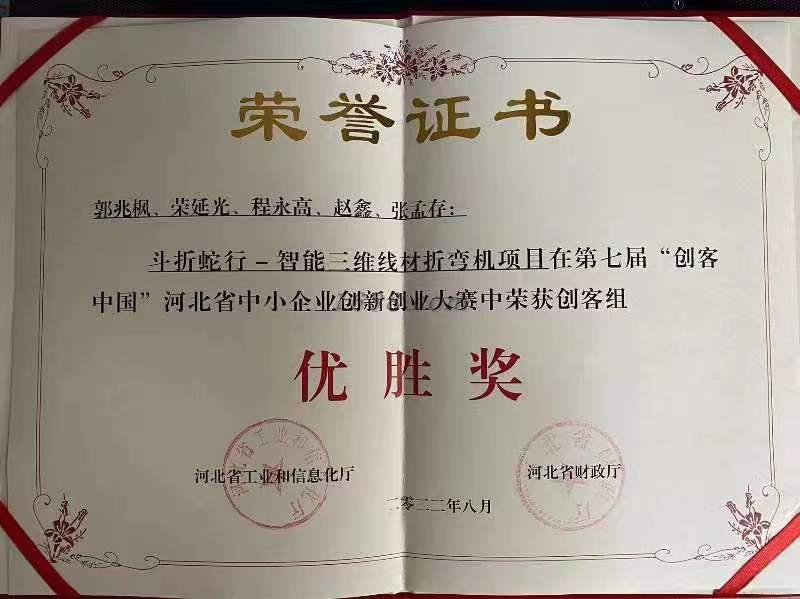 荣誉证书
郭兆枫、荣延光、程永高、赵鑫、张孟存：
斗折蛇行－智能三维线材折弯机项目在第七届“创客
中国”河北省中小企业创新创业大赛中荣获创客组
优胜奖
河北省工业和信息化厅
河北省财政厅
二零二二年八月